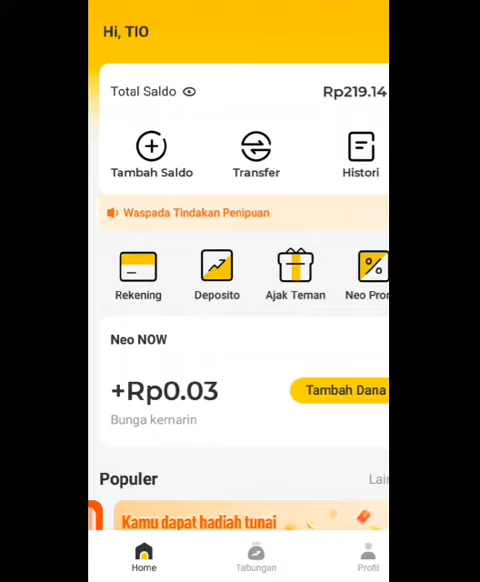 Hi, TIO
Total Saldo Rp219.14
Tambah Saldo Transfer Histori
Waspada Tindakan Penipuan
Rekening Deposito Ajak Teman Neo Pro
Neo NOW
+Rp0.03 Tambah Dana
Bunga kemarin
Populer Lai
Kamu dapat hadiah tunai
Home Tabungan Profil